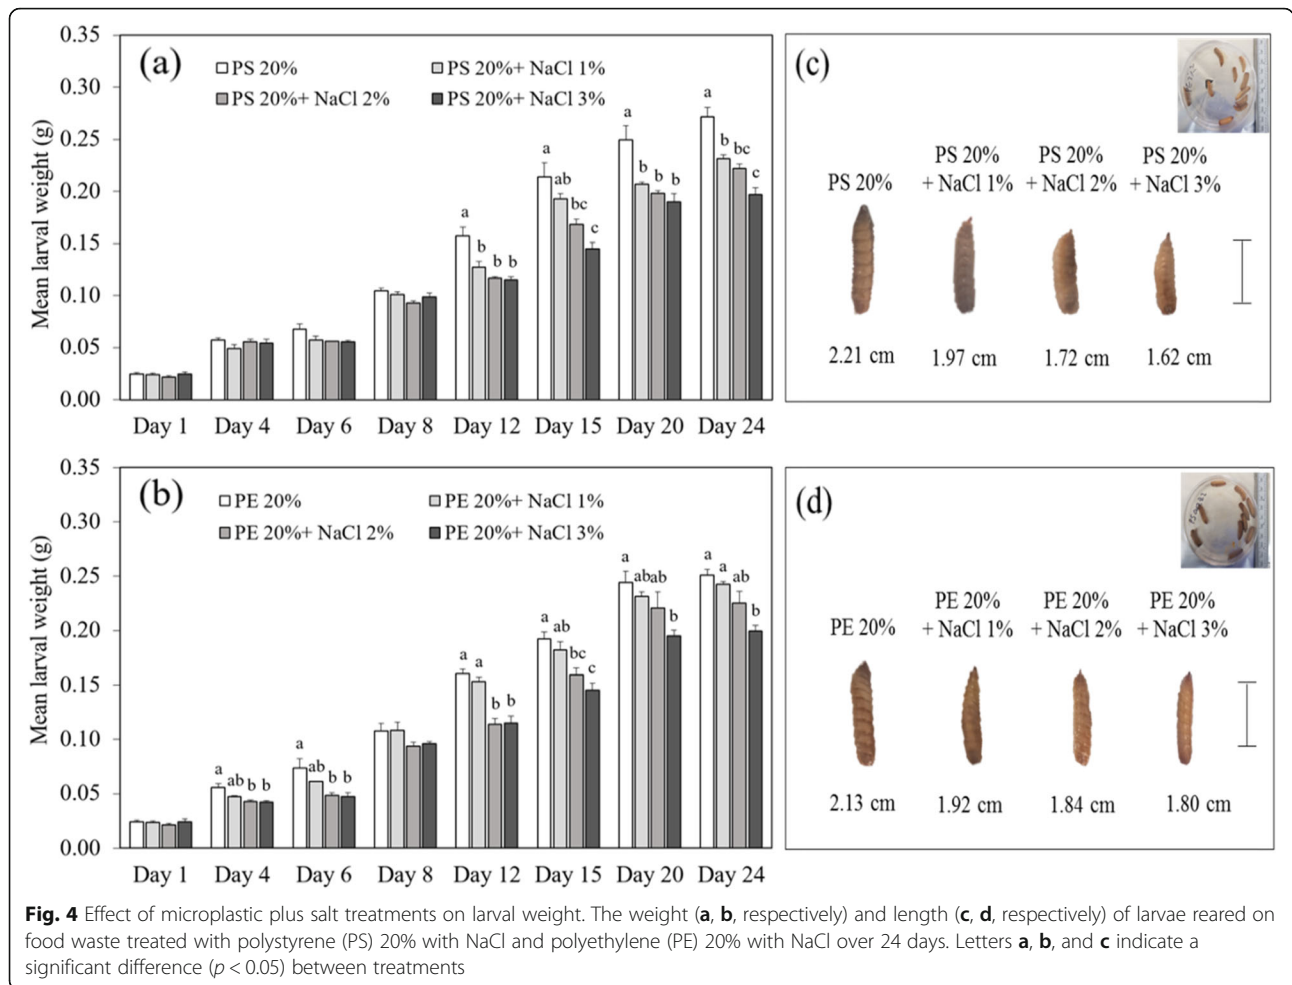 0.35
0.30
0.25
0.20
0.15
0.10
0.05
0.00
Mean larval weight (g)
(a)
PS 20%
PS 20%+ NaCl 1%
PS 20%+ NaCl 2%
PS 20%+ NaCl 3%
a b b b
a ab bc c
a b b b
a b bc c
Day 1 Day 4 Day 6 Day 8 Day 12 Day 15 Day 20 Day 24
(c)
PS 20%
PS 20%
+ NaCl 1%
PS 20%
+ NaCl 2%
PS 20%
+ NaCl 3%
2.21 cm 1.97 cm 1.72 cm 1.62 cm
0.35
0.30
0.25
0.20
0.15
0.10
0.05
0.00
Mean larval weight (g)
(b)
PE 20%
PE 20%+ NaCl 1%
PE 20%+ NaCl 2%
PE 20%+ NaCl 3%
a ab b b
a ab b b
a a b b
a ab bc c
a ab ab b
a a ab b
Day 1 Day 4 Day 6 Day 8 Day 12 Day 15 Day 20 Day 24
(d)
PE 20%
PE 20%
+ NaCl 1%
PE 20%
+ NaCl 2%
PE 20%
+ NaCl 3%
2.13 cm 1.92 cm 1.84 cm 1.80 cm
Fig. 4 Effect of microplastic plus salt treatments on larval weight. The weight (a, b, respectively) and length (c, d, respectively) of larvae reared on
food waste treated with polystyrene (PS) 20% with NaCl and polyethylene (PE) 20% with NaCl over 24 days. Letters a, b, and c indicate a
significant difference (p < 0.05) between treatments